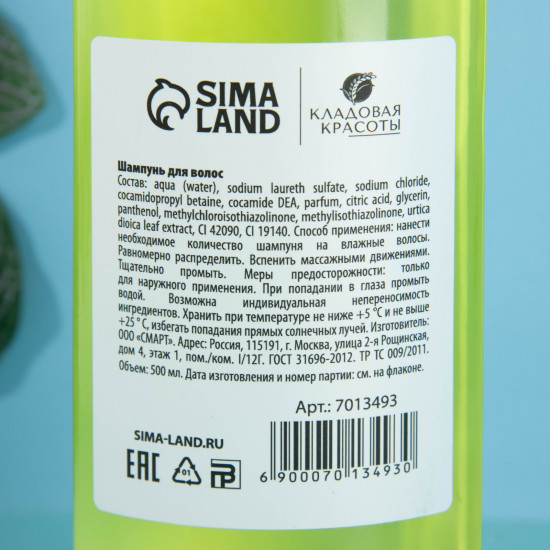 SIMA
LAND
КЛАДОВАЯ
КРАСОТЫ
Шампунь для волос
Состав: aqua (water), sodium laureth sulfate, sodium chloride,
cocamidopropyl betaine, cocamide DEA, parfum, citric acid, glycerin,
panthenol, methylchloroisothiazolinone, methylisothiazolinone, urtica
dioica leaf extract, CI 42090, CI 19140. Способ применения: нанести
необходимое количество шампуня на влажные волосы.
Равномерно распределить. Вспенить массажными движениями.
Тщательно промыть. Меры предосторожности: только
для наружного применения. При попадании в глаза промыть
водой. Возможна индивидуальная непереносимость
ингредиентов. Хранить при температуре не ниже +5 °C и не выше
+25 °C, избегать попадания прямых солнечных лучей. Изготовитель:
ООО «СМАРТ». Адрес: Россия, 115191, г. Москва, улица 2-я Рощинская,
дом 4, этаж 1, пом./ком. I/12Г. ГОСТ 31696-2012. ТР ТС 009/2011.
Объем: 500 мл. Дата изготовления и номер партии: см. на флаконе.
Арт.: 7013493
SIMA-LAND.RU
EAC
01
6 900070 134930